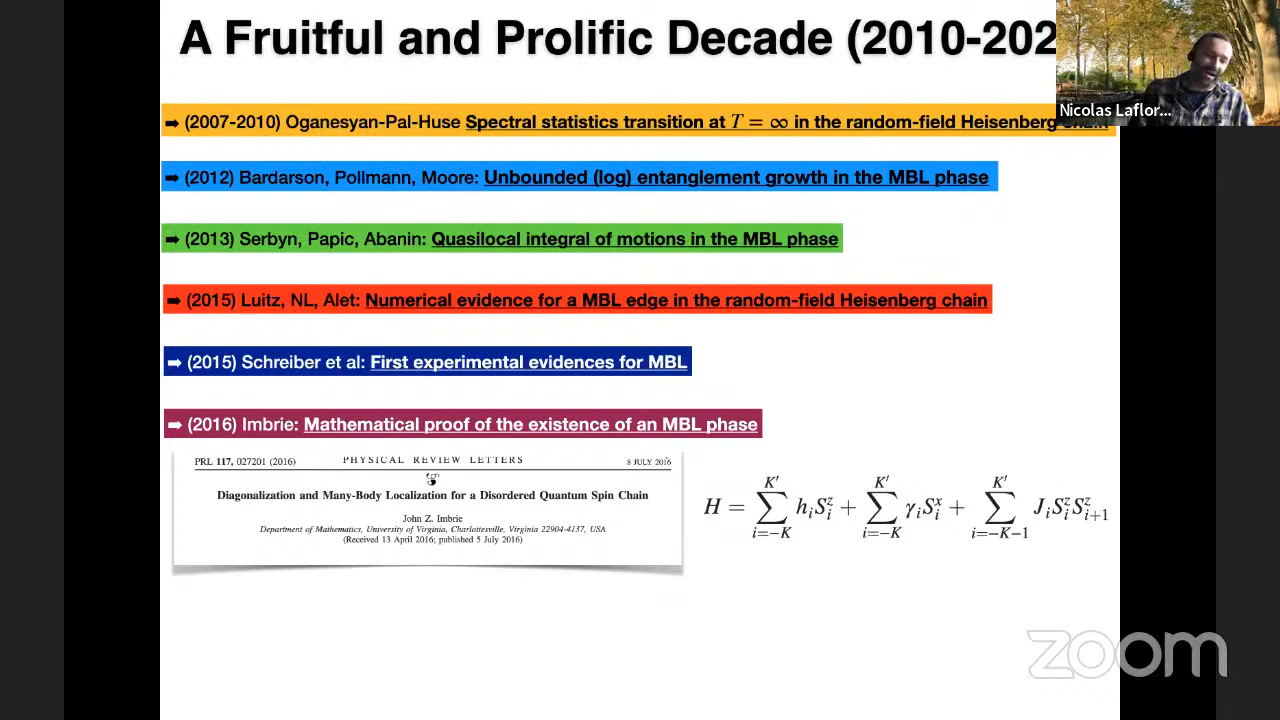 A Fruitful and Prolific Decade (2010-202
Nicolas Laflor...
➡ (2007-2010) Oganesyan-Pal-Huse Spectral statistics transition at T = ∞ in the random-field Heisenberg chain
➡ (2012) Bardarson, Pollmann, Moore: Unbounded (log) entanglement growth in the MBL phase
➡ (2013) Serbyn, Papic, Abanin: Quasilocal integral of motions in the MBL phase
➡ (2015) Luitz, NL, Alet: Numerical evidence for a MBL edge in the random-field Heisenberg chain
➡ (2015) Schreiber et al: First experimental evidences for MBL
➡ (2016) Imbrie: Mathematical proof of the existence of an MBL phase
PRL 117, 027201 (2016) PHYSICAL REVIEW LETTERS 8 JULY 2016
Diagonalization and Many-Body Localization for a Disordered Quantum Spin Chain
John Z. Imbrie
Department of Mathematics, University of Virginia, Charlottesville, Virginia 22904-4137, USA
(Received 13 April 2016; published 5 July 2016)
H = \sum_{i=-K}^{K'} h_i S_i^z + \sum_{i=-K}^{K'} γ_i S_i^x + \sum_{i=-K-1}^{K'} J_i S_i^z S_{i+1}^z
zoom